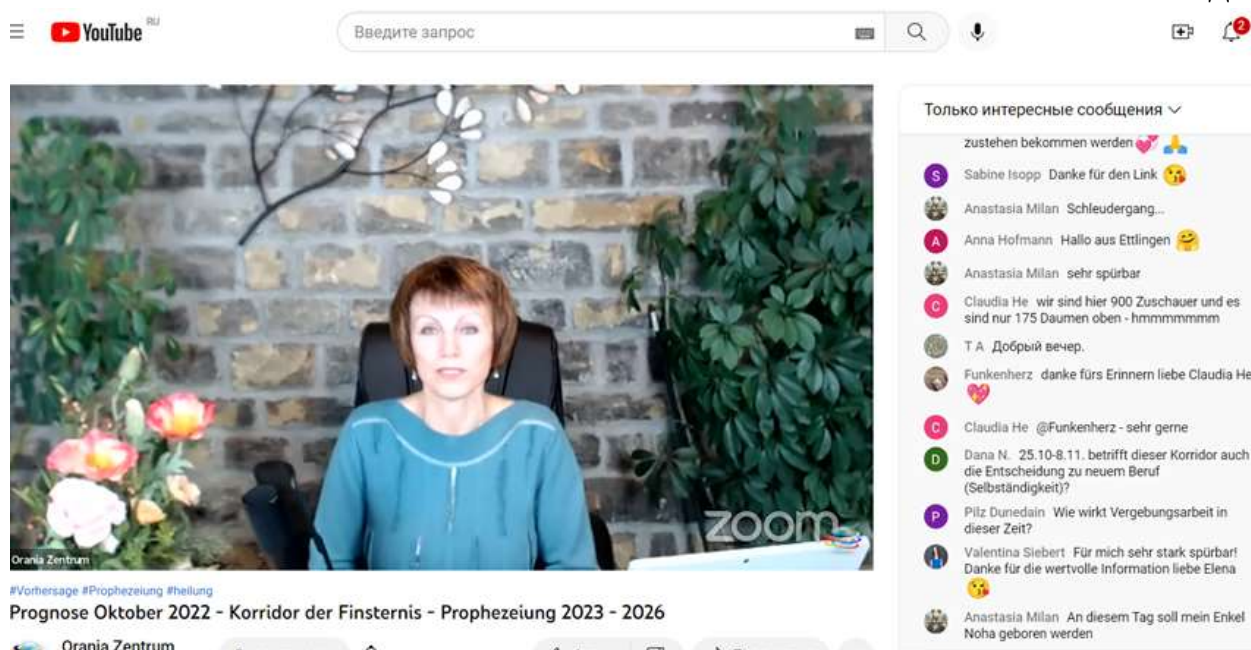 YouTube RU
Введите запрос
2
Только интересные сообщения
zustehen bekommen werden
S Sabine Isopp Danke für den Link
Anastasia Milan Schleudergang...
A Anna Hofmann Hallo aus Ettlingen
Anastasia Milan sehr spürbar
C Claudia He wir sind hier 900 Zuschauer und es
sind nur 175 Daumen oben - hmmmmmmm
T A Добрый вечер.
Funkenherz danke fürs Erinnern liebe Claudia He
C Claudia He @Funkenherz - sehr gerne
D Dana N. 25.10-8.11. betrifft dieser Korridor auch
die Entscheidung zu neuem Beruf
(Selbständigkeit)?
P Pilz Dunedain Wie wirkt Vergebungsarbeit in
dieser Zeit?
Valentina Siebert Für mich sehr stark spürbar!
Danke für die wertvolle Information liebe Elena
Anastasia Milan An diesem Tag soll mein Enkel
Noha geboren werden
zoom
Orania Zentrum
#Vorhersage #Prophezeiung #heilung
Prognose Oktober 2022 - Korridor der Finsternis - Prophezeiung 2023 - 2026
Orania Zentrum